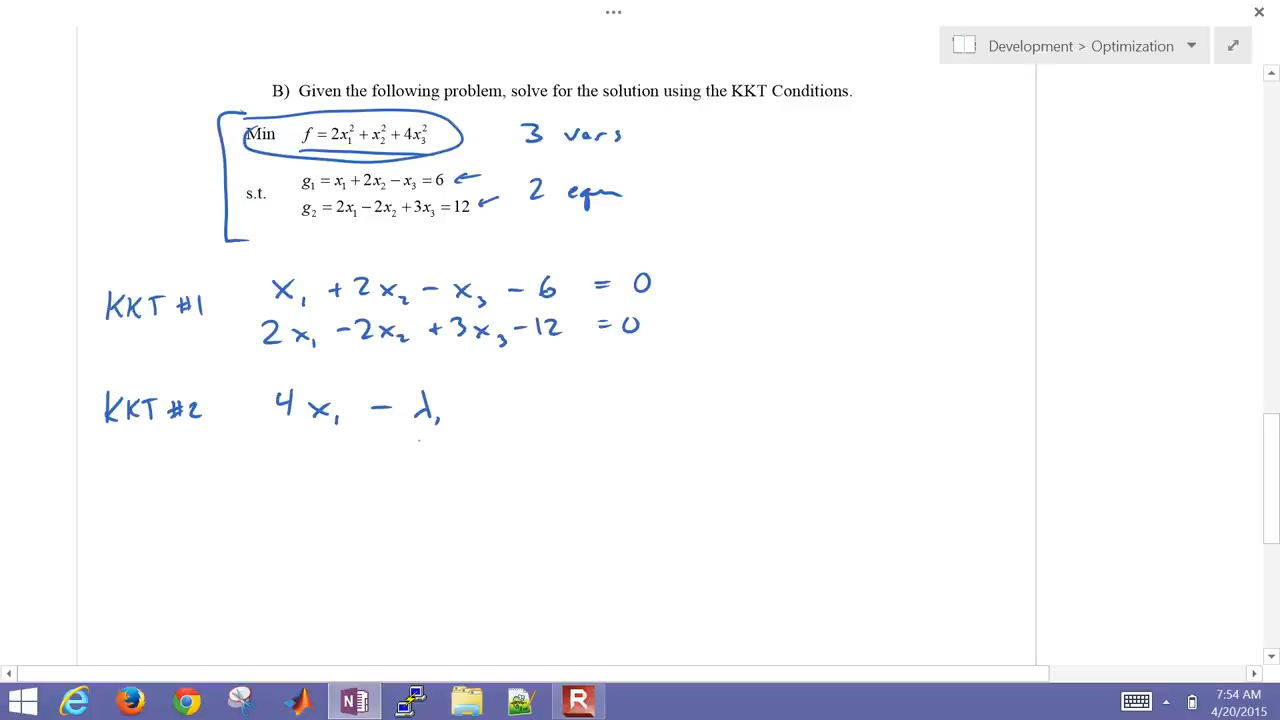 Development > Optimization
B) Given the following problem, solve for the solution using the KKT Conditions.
Min f = 2x₁² + x₂² + 4x₃² 3 vars
s.t. g₁ = x₁ + 2x₂ − x₃ = 6
g₂ = 2x₁ − 2x₂ + 3x₃ = 12 2 eqn
KKT #1 x₁ + 2x₂ − x₃ − 6 = 0
2x₁ − 2x₂ + 3x₃ − 12 = 0
KKT #2 4x₁ − λ₁
7:54 AM
4/20/2015